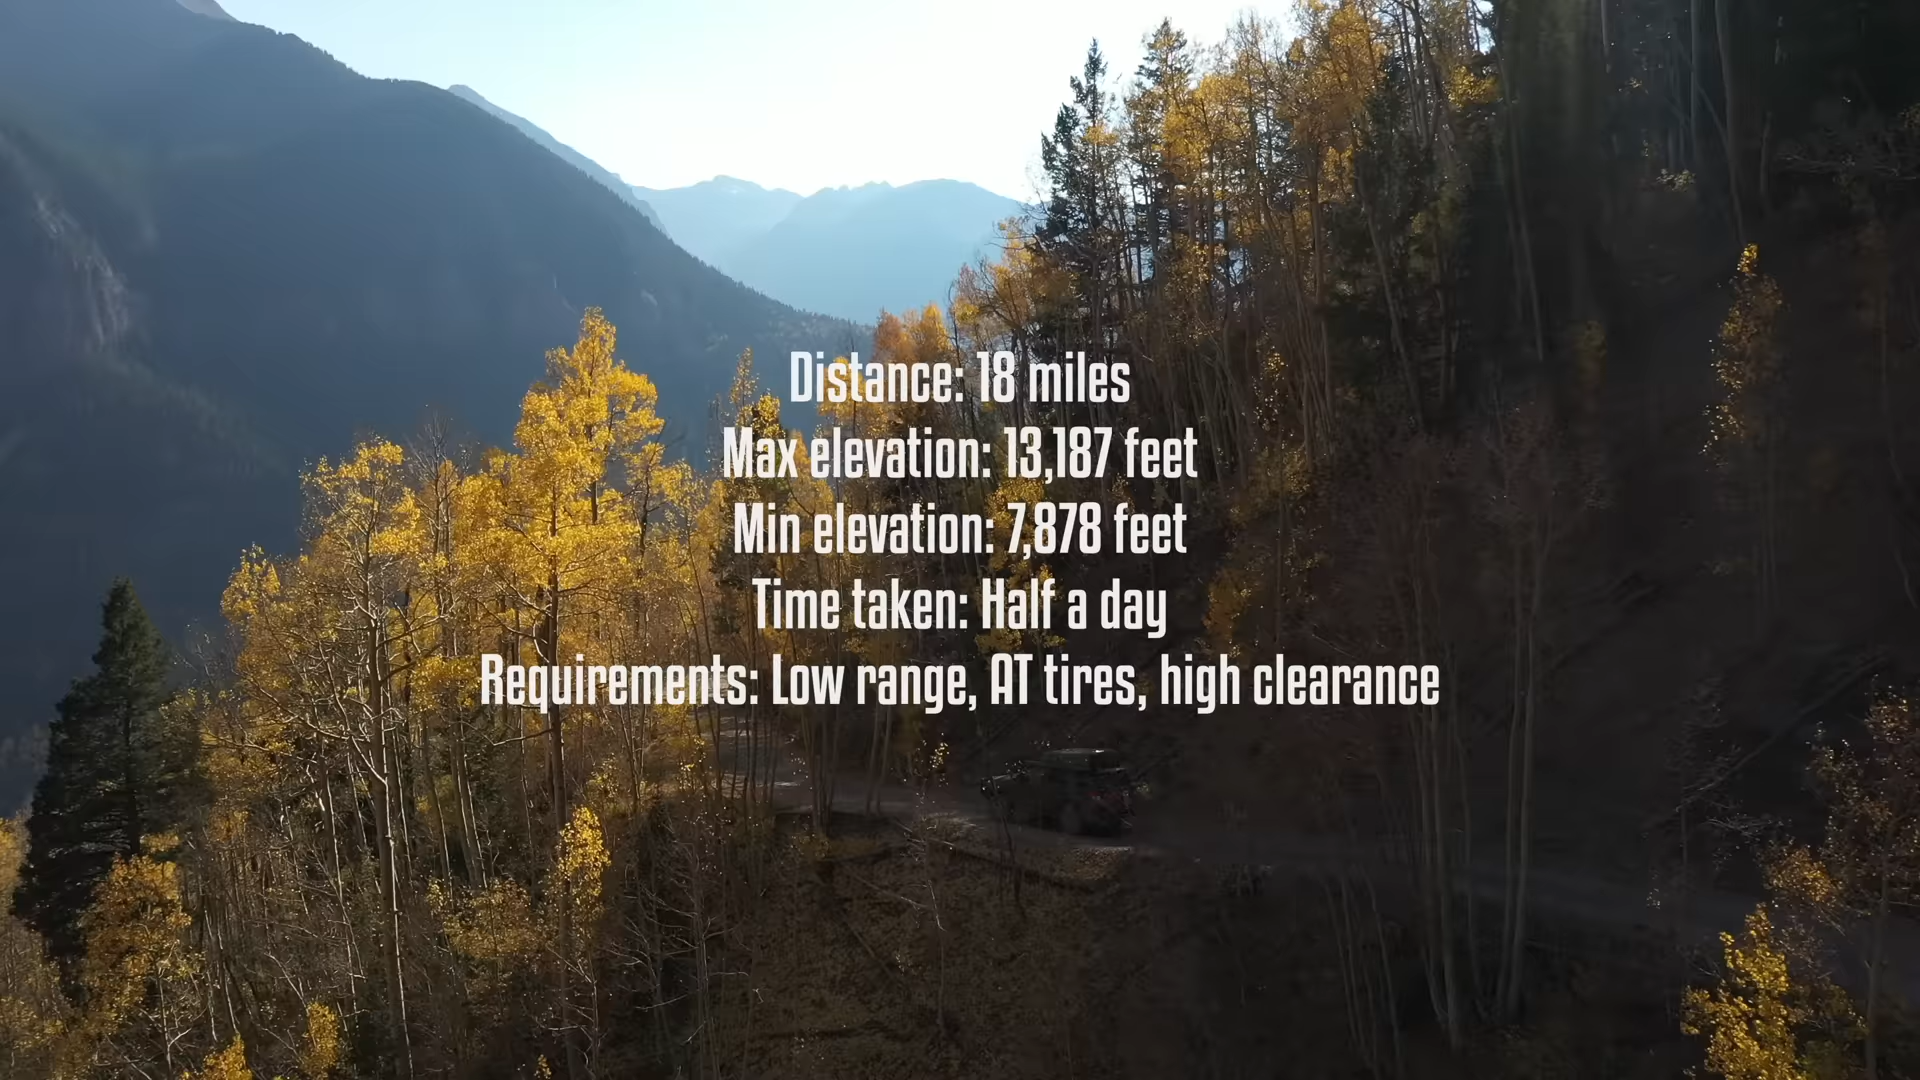 Distance: 18 miles
Max elevation: 13,187 feet
Min elevation: 7,878 feet
Time taken: Half a day
Requirements: Low range, AT tires, high clearance